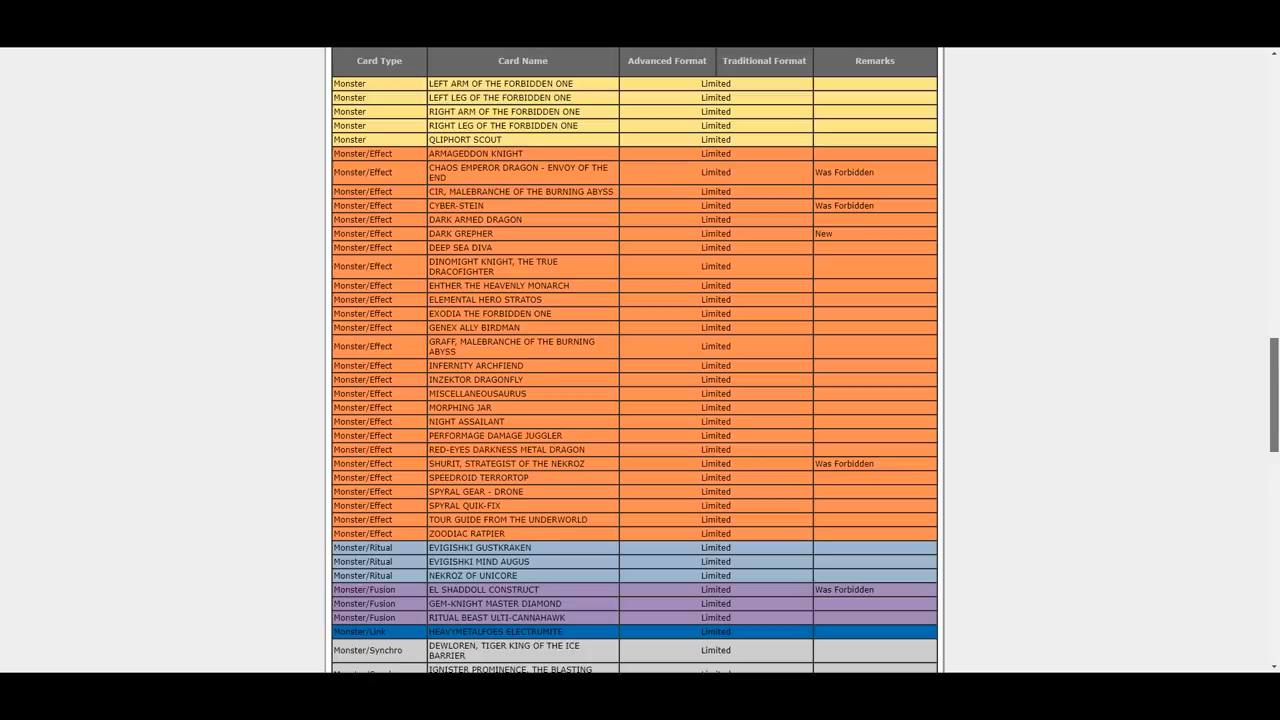 Card Type Card Name Advanced Format Traditional Format Remarks
Monster LEFT ARM OF THE FORBIDDEN ONE Limited
Monster LEFT LEG OF THE FORBIDDEN ONE Limited
Monster RIGHT ARM OF THE FORBIDDEN ONE Limited
Monster RIGHT LEG OF THE FORBIDDEN ONE Limited
Monster QLIPHORT SCOUT Limited
Monster/Effect ARMAGEDDON KNIGHT Limited
Monster/Effect CHAOS EMPEROR DRAGON - ENVOY OF THE
END Limited Was Forbidden
Monster/Effect CIR, MALEBRANCHE OF THE BURNING ABYSS Limited
Monster/Effect CYBER-STEIN Limited Was Forbidden
Monster/Effect DARK ARMED DRAGON Limited
Monster/Effect DARK GREPHER Limited New
Monster/Effect DEEP SEA DIVA Limited
Monster/Effect DINOMIGHT KNIGHT, THE TRUE
DRACOFIGHTER Limited
Monster/Effect EHTHER THE HEAVENLY MONARCH Limited
Monster/Effect ELEMENTAL HERO STRATOS Limited
Monster/Effect EXODIA THE FORBIDDEN ONE Limited
Monster/Effect GENEX ALLY BIRDMAN Limited
Monster/Effect GRAFF, MALEBRANCHE OF THE BURNING
ABYSS Limited
Monster/Effect INFERNITY ARCHFIEND Limited
Monster/Effect INZEKTOR DRAGONFLY Limited
Monster/Effect MISCELLANEOUSAURUS Limited
Monster/Effect MORPHING JAR Limited
Monster/Effect NIGHT ASSAILANT Limited
Monster/Effect PERFORMAGE DAMAGE JUGGLER Limited
Monster/Effect RED-EYES DARKNESS METAL DRAGON Limited
Monster/Effect SHURIT, STRATEGIST OF THE NEKROZ Limited Was Forbidden
Monster/Effect SPEEDROID TERRORTOP Limited
Monster/Effect SPYRAL GEAR - DRONE Limited
Monster/Effect SPYRAL QUIK-FIX Limited
Monster/Effect TOUR GUIDE FROM THE UNDERWORLD Limited
Monster/Effect ZOODIAC RATPIER Limited
Monster/Ritual EVIGISHKI GUSTKRAKEN Limited
Monster/Ritual EVIGISHKI MIND AUGUS Limited
Monster/Ritual NEKROZ OF UNICORE Limited
Monster/Fusion EL SHADDOLL CONSTRUCT Limited Was Forbidden
Monster/Fusion GEM-KNIGHT MASTER DIAMOND Limited
Monster/Fusion RITUAL BEAST ULTI-CANNAHAWK Limited
Monster/Link HEAVYMETALFOES ELECTRUMITE Limited
Monster/Synchro DEWLOREN, TIGER KING OF THE ICE
BARRIER Limited
IGNISTER PROMINENCE, THE BLASTING